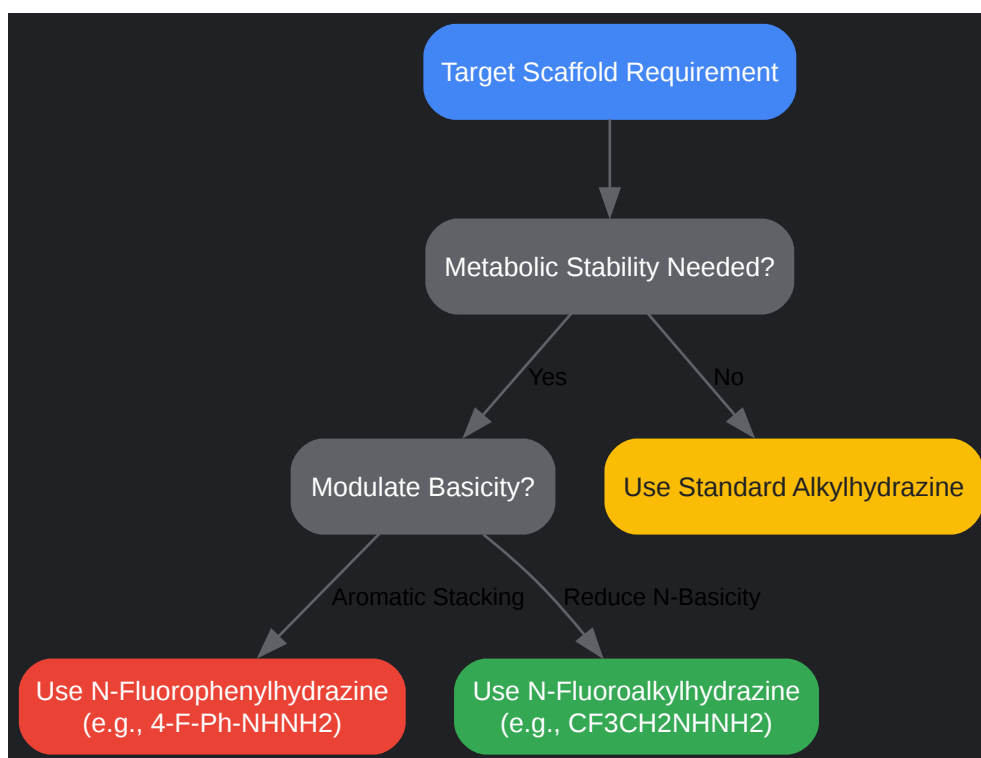 Target Scaffold Requirement
Metabolic Stability Needed?
Yes
No
Modulate Basicity?
Use Standard Alkylhydrazine
Aromatic Stacking
Reduce N-Basicity
Use N-Fluorophenylhydrazine
(e.g., 4-F-Ph-NHNH2)
Use N-Fluoroalkylhydrazine
(e.g., CF3CH2NHNH2)